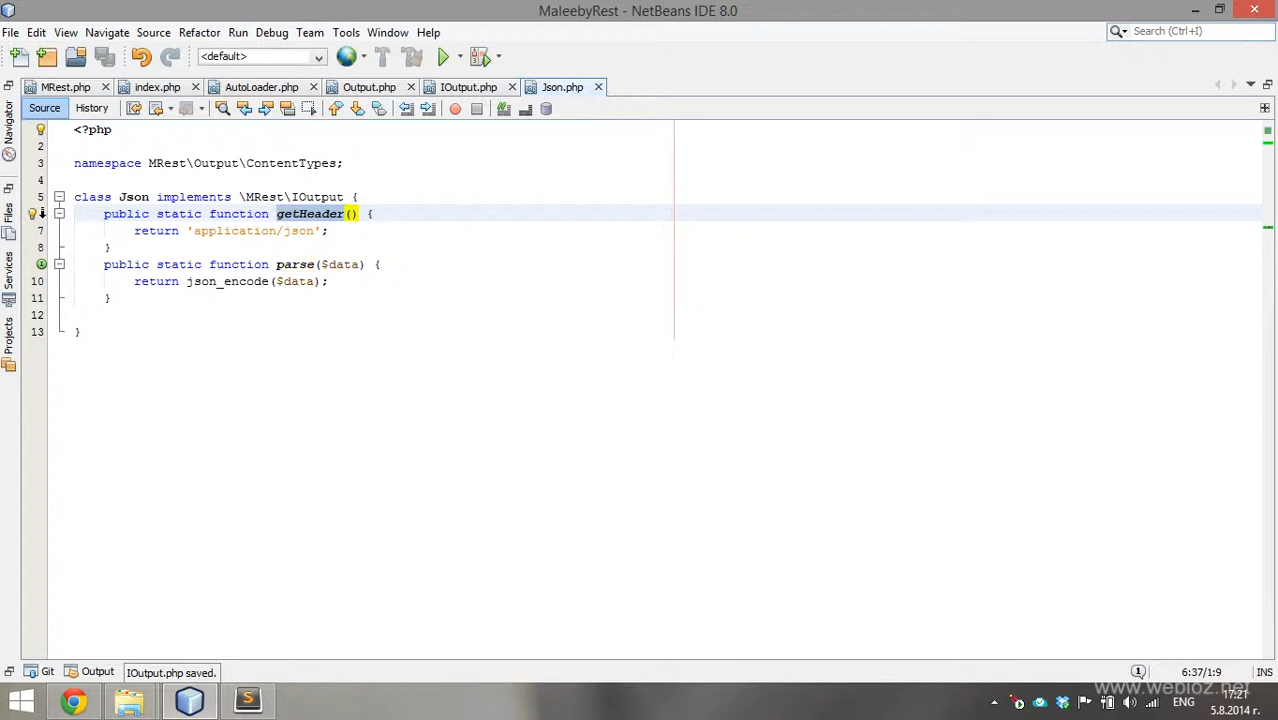 MaleebyRest - NetBeans IDE 8.0
File Edit View Navigate Source Refactor Run Debug Team Tools Window Help
Search (Ctrl+I)
<default>
MRest.php index.php AutoLoader.php Output.php IOutput.php Json.php
Source History
Navigator
Files
Services
Projects
<?php
2
3 namespace MRest\Output\ContentTypes;
4
5 class Json implements \MRest\IOutput {
public static function getHeader() {
7 return 'application/json';
8 }
public static function parse($data) {
10 return json_encode($data);
11 }
12
13 }
Git Output IOutput.php saved.
1 6:37/1:9 INS
www.webioz.net
ENG 17:21
5.8.2014 г.